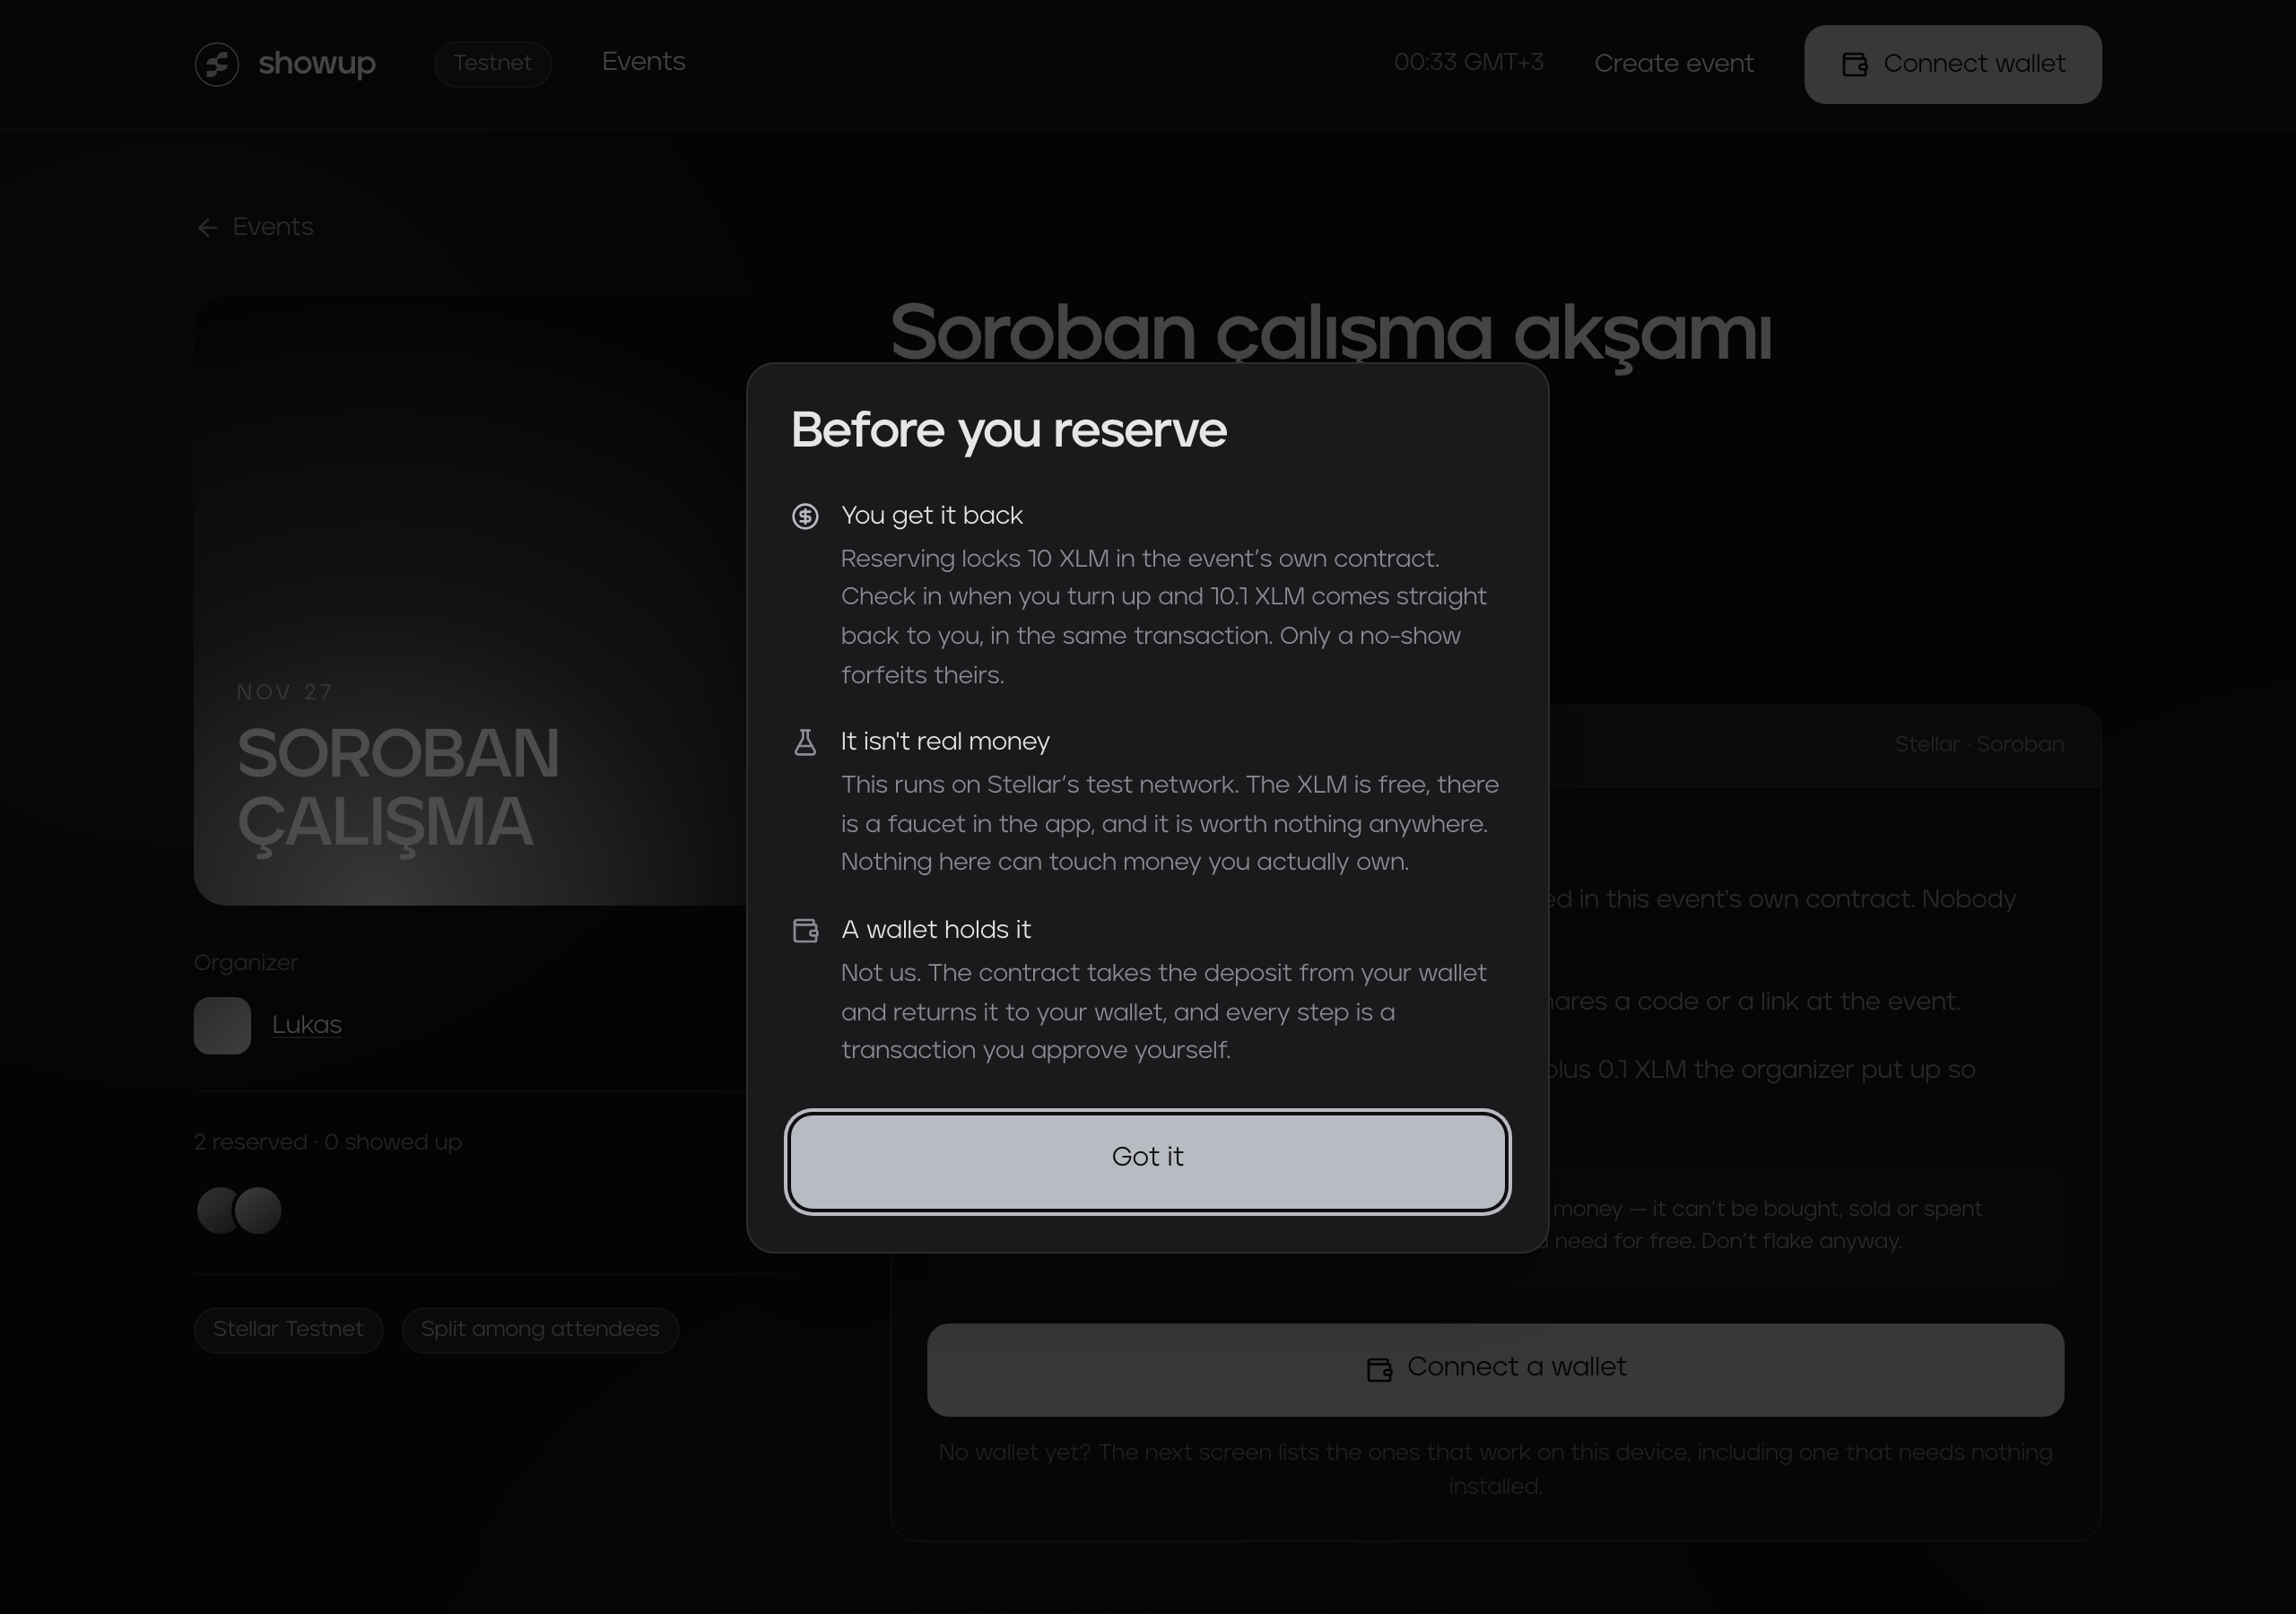 showup
Testnet
Events
00:33 GMT+3
Create event
Connect wallet
Events
NOV 27
SOROBAN
ÇALIŞMA
Organizer
Lukas
2 reserved · 0 showed up
Stellar Testnet
Split among attendees
Soroban çalışma akşamı
Stellar · Soroban
in this event's own contract. Nobody
a code or a link at the event.
0.1 XLM the organizer put up so
money — it can't be bought, sold or spent
need for free. Don't flake anyway.
Connect a wallet
No wallet yet? The next screen lists the ones that work on this device, including one that needs nothing
installed.
Before you reserve
You get it back
Reserving locks 10 XLM in the event's own contract.
Check in when you turn up and 10.1 XLM comes straight
back to you, in the same transaction. Only a no-show
forfeits theirs.
It isn't real money
This runs on Stellar's test network. The XLM is free, there
is a faucet in the app, and it is worth nothing anywhere.
Nothing here can touch money you actually own.
A wallet holds it
Not us. The contract takes the deposit from your wallet
and returns it to your wallet, and every step is a
transaction you approve yourself.
Got it